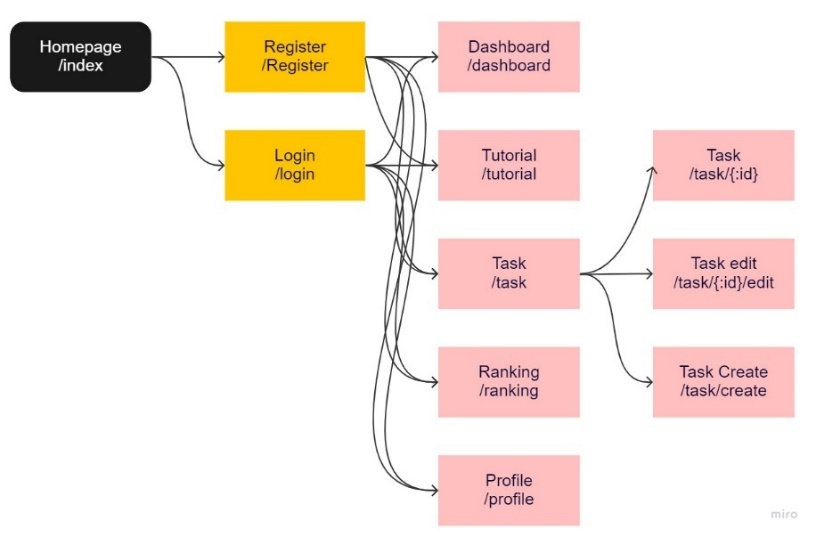 Homepage
/index
Register
/Register
Dashboard
/dashboard
Login
/login
Tutorial
/tutorial
Task
/task/{:id}
Task
/task
Task edit
/task/{:id}/edit
Ranking
/ranking
Task Create
/task/create
Profile
/profile
miro